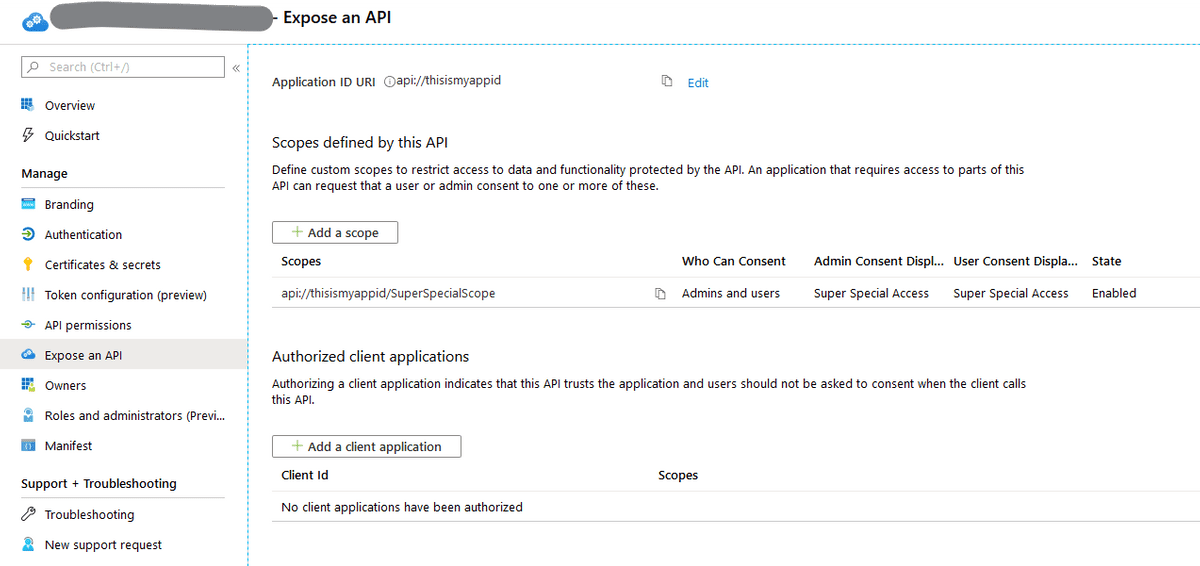 - Expose an API
Search (Ctrl+/)
«
Overview
Quickstart
Manage
Branding
Authentication
Certificates & secrets
Token configuration (preview)
API permissions
Expose an API
Owners
Roles and administrators (Previ...
Manifest
Support + Troubleshooting
Troubleshooting
New support request
Application ID URI api://thisismyappid Edit
Scopes defined by this API
Define custom scopes to restrict access to data and functionality protected by the API. An application that requires access to parts of this
API can request that a user or admin consent to one or more of these.
+ Add a scope
Scopes Who Can Consent Admin Consent Displ... User Consent Displa... State
api://thisismyappid/SuperSpecialScope Admins and users Super Special Access Super Special Access Enabled
Authorized client applications
Authorizing a client application indicates that this API trusts the application and users should not be asked to consent when the client calls
this API.
+ Add a client application
Client Id Scopes
No client applications have been authorized